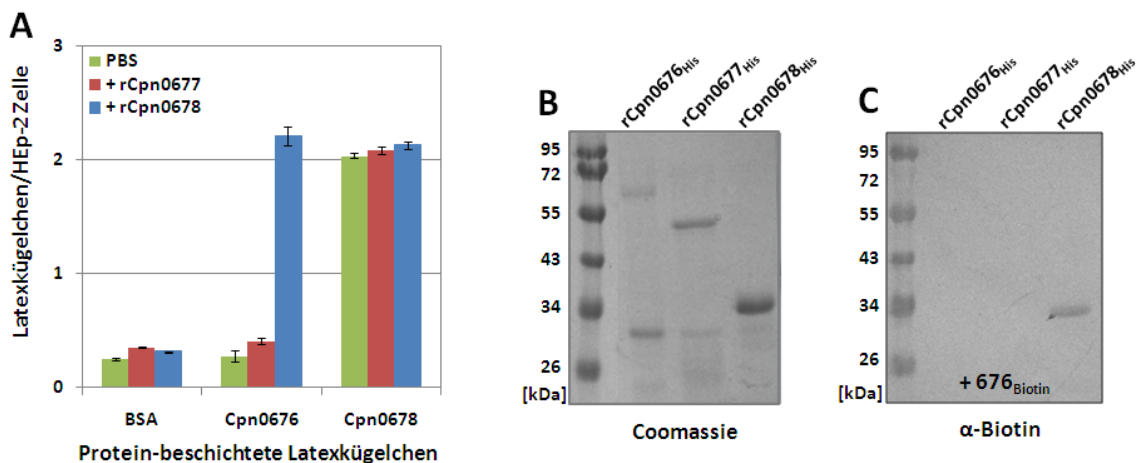 A
Latexkügelchen/HEp-2 Zelle
3
2
1
0
PBS
+ rCpn0677
+ rCpn0678
BSA
Cpn0676
Cpn0678
Protein-beschichtete Latexkügelchen
B
rCpn0676His
rCpn0677His
rCpn0678His
95
72
55
43
34
26
[kDa]
Coomassie
C
rCpn0676His
rCpn0677His
rCpn0678His
95
72
55
43
34
26
[kDa]
+ 676Biotin
α-Biotin